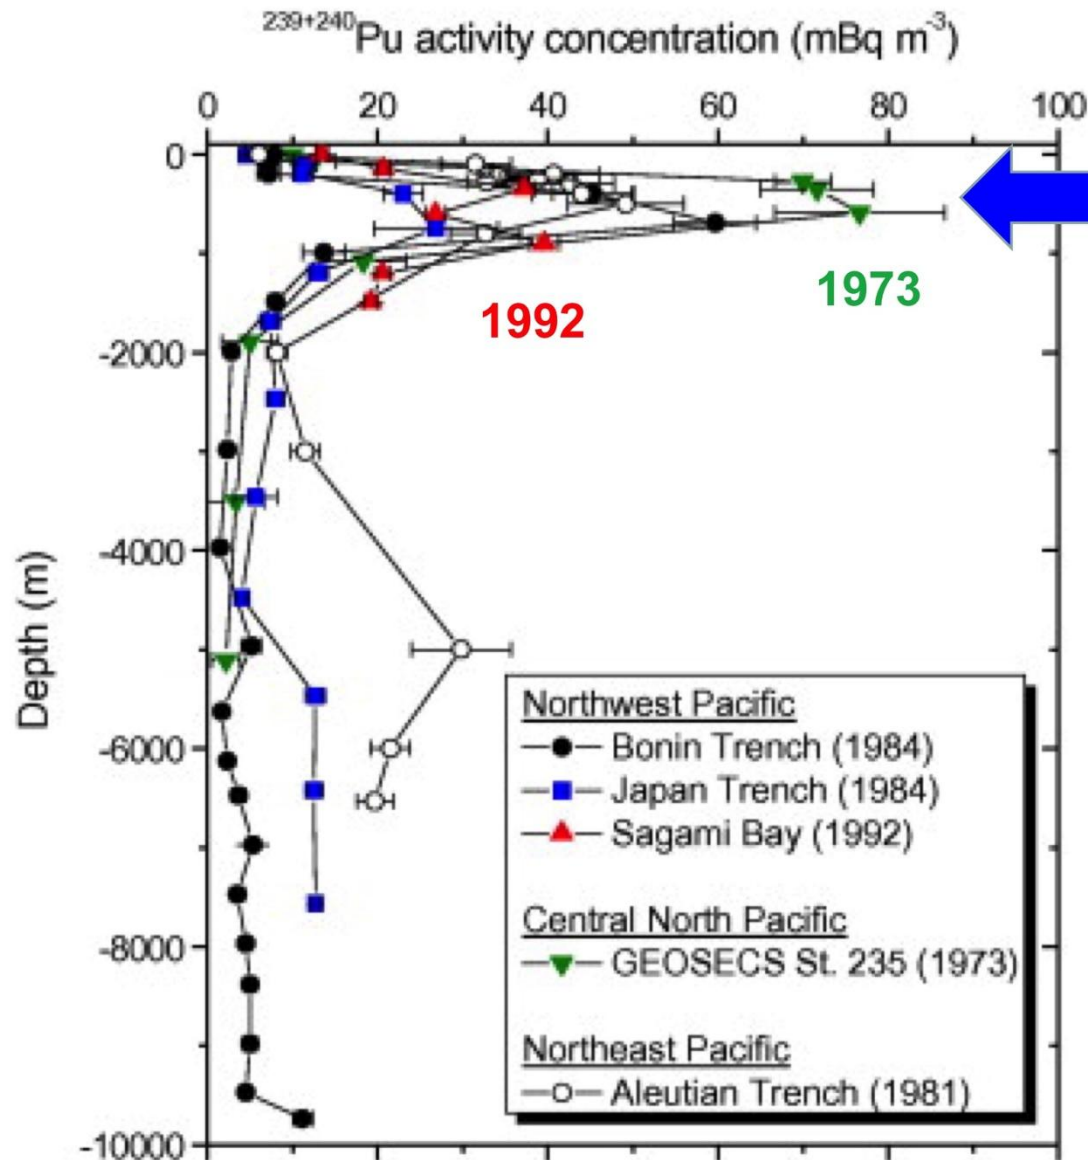 ²³⁹⁺²⁴⁰Pu activity concentration (mBq m⁻³)
0 20 40 60 80 100
0
-2000
-4000
-6000
-8000
-10000
Depth (m)
1973
1992
Northwest Pacific
Bonin Trench (1984)
Japan Trench (1984)
Sagami Bay (1992)
Central North Pacific
GEOSECS St. 235 (1973)
Northeast Pacific
Aleutian Trench (1981)